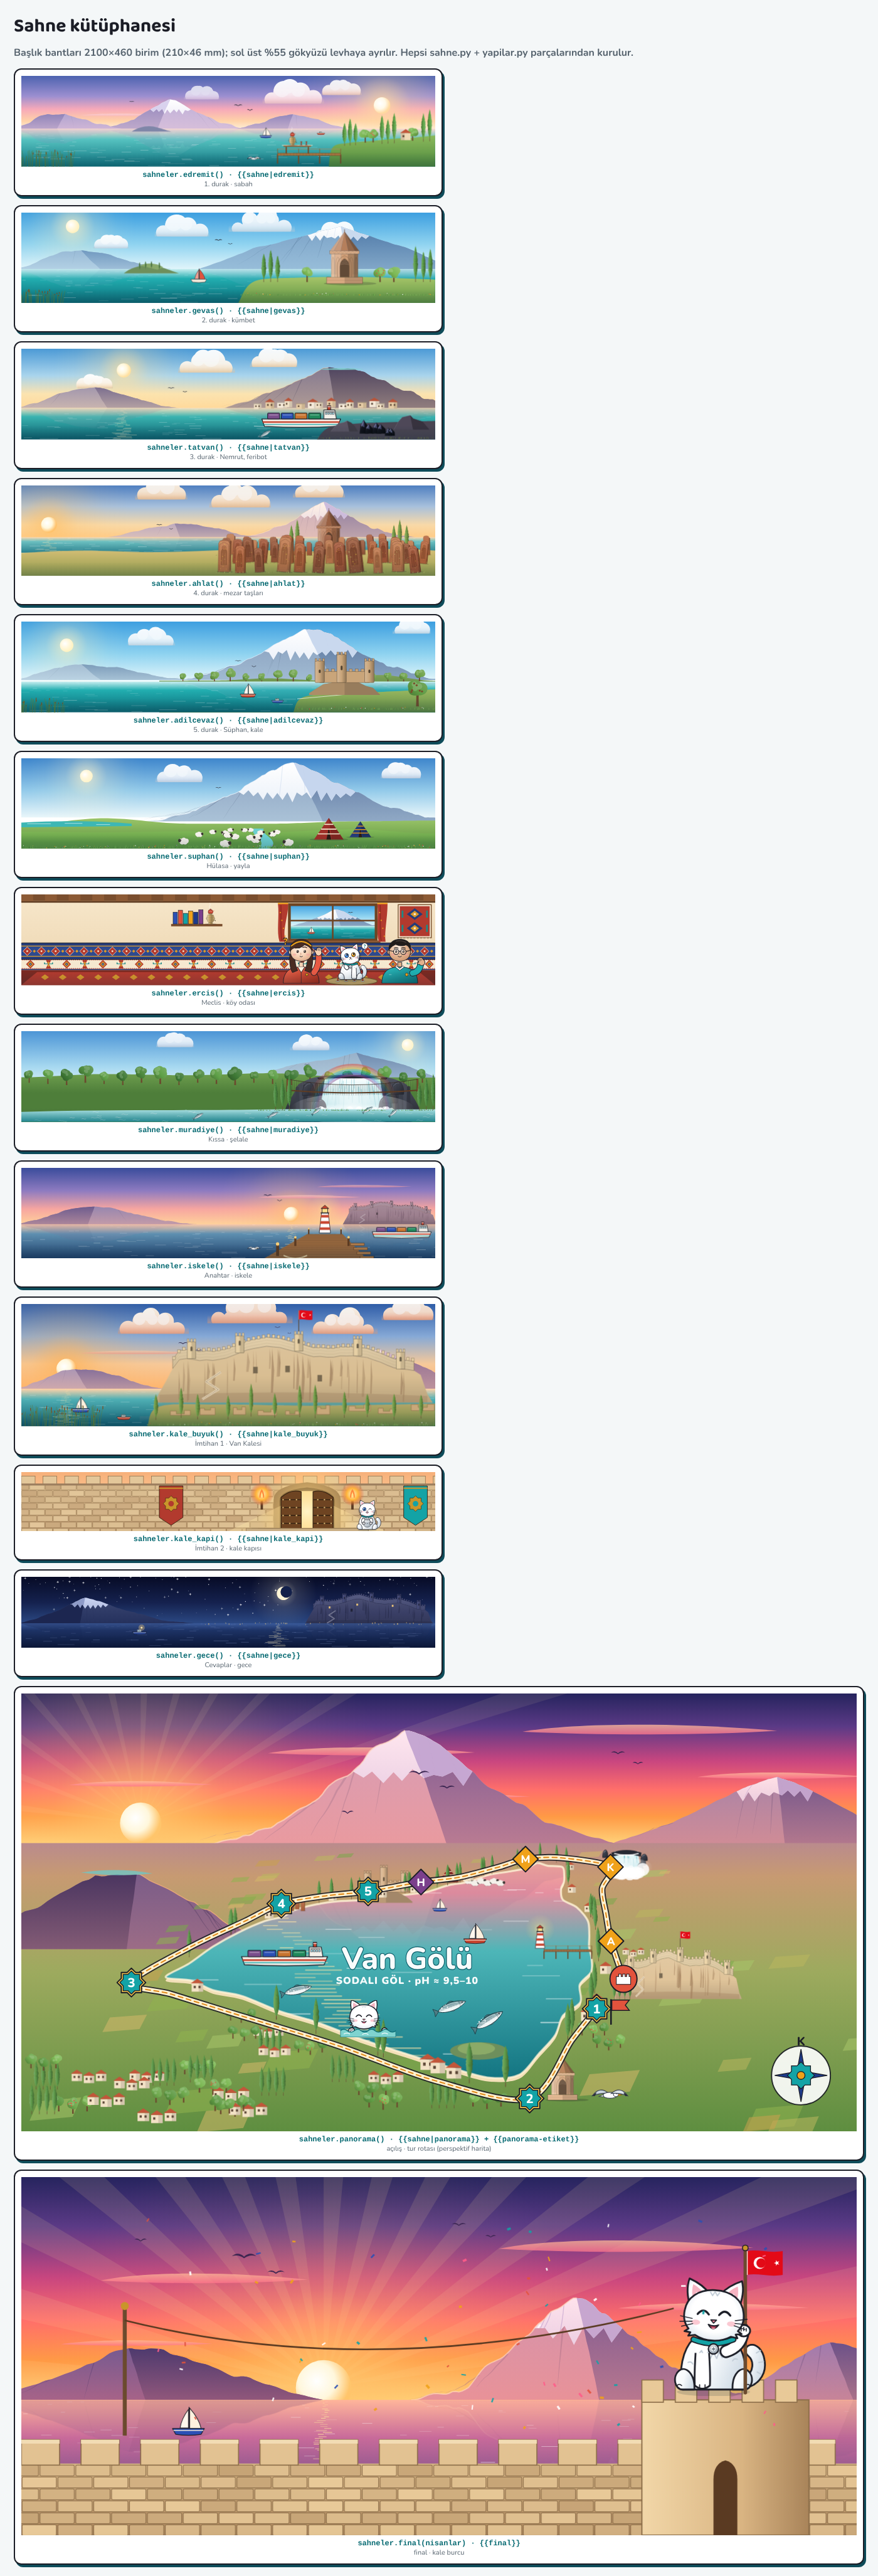 Sahne kütüphanesi
Başlık bantları 2100×460 birim (210×46 mm); sol üst %55 gökyüzü levhaya ayrılır. Hepsi sahne.py + yapilar.py parçalarından kurulur.
sahneler.edremit() · {{sahne|edremit}}
1. durak · sabah
sahneler.gevas() · {{sahne|gevas}}
2. durak · kümbet
sahneler.tatvan() · {{sahne|tatvan}}
3. durak · Nemrut, feribot
sahneler.ahlat() · {{sahne|ahlat}}
4. durak · mezar taşları
sahneler.adilcevaz() · {{sahne|adilcevaz}}
5. durak · Süphan, kale
sahneler.suphan() · {{sahne|suphan}}
Hülasa · yayla
sahneler.ercis() · {{sahne|ercis}}
Meclis · köy odası
sahneler.muradiye() · {{sahne|muradiye}}
Kıssa · şelale
sahneler.iskele() · {{sahne|iskele}}
Anahtar · iskele
sahneler.kale_buyuk() · {{sahne|kale_buyuk}}
İmtihan 1 · Van Kalesi
sahneler.kale_kapi() · {{sahne|kale_kapi}}
İmtihan 2 · kale kapısı
sahneler.gece() · {{sahne|gece}}
Cevaplar · gece
M
K
H
5
4
A
Van Gölü
SODALI GÖL · pH ≈ 9,5–10
3
1
K
2
sahneler.panorama() · {{sahne|panorama}} + {{panorama-etiket}}
açılış · tur rotası (perspektif harita)
sahneler.final(nisanlar) · {{final}}
final · kale burcu